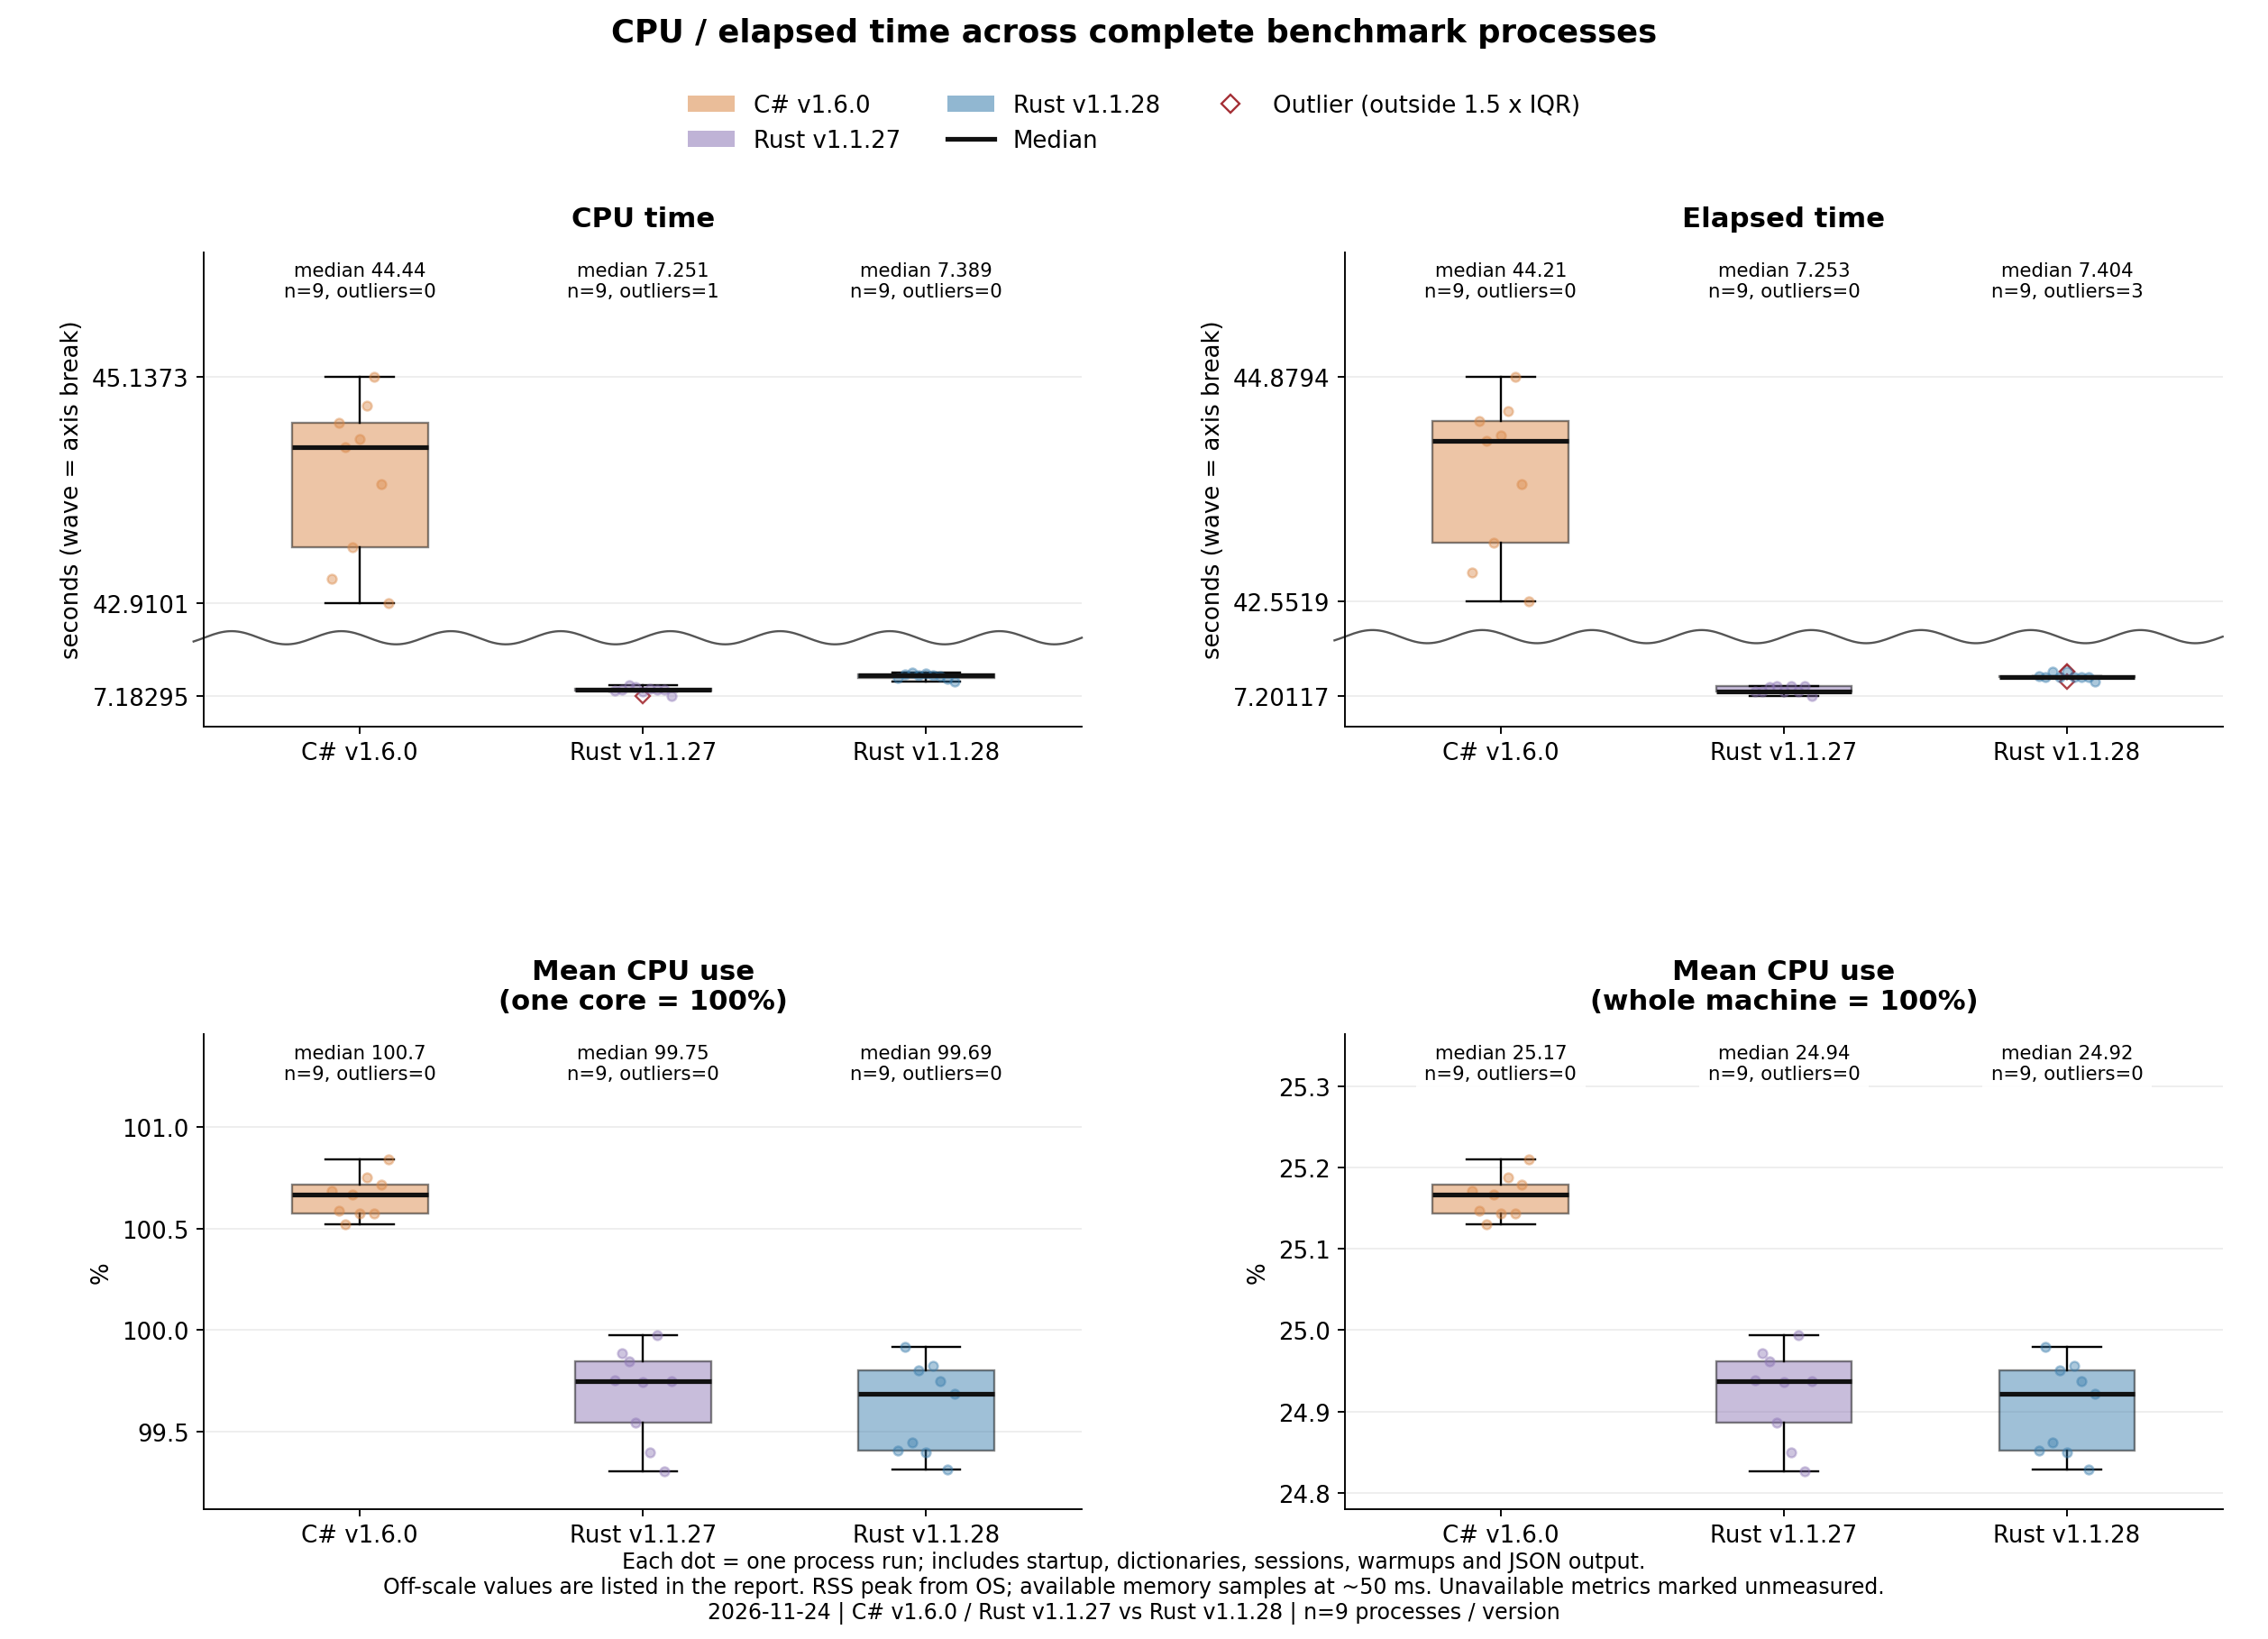 CPU / elapsed time across complete benchmark processes
C# v1.6.0
Rust v1.1.27
Rust v1.1.28
Median
Outlier (outside 1.5 x IQR)
CPU time
median 44.44
n=9, outliers=0
median 7.251
n=9, outliers=1
median 7.389
n=9, outliers=0
seconds (wave = axis break)
45.1373
42.9101
7.18295
C# v1.6.0
Rust v1.1.27
Rust v1.1.28
Elapsed time
median 44.21
n=9, outliers=0
median 7.253
n=9, outliers=0
median 7.404
n=9, outliers=3
seconds (wave = axis break)
44.8794
42.5519
7.20117
C# v1.6.0
Rust v1.1.27
Rust v1.1.28
Mean CPU use
(one core = 100%)
median 100.7
n=9, outliers=0
median 99.75
n=9, outliers=0
median 99.69
n=9, outliers=0
%
101.0
100.5
100.0
99.5
C# v1.6.0
Rust v1.1.27
Rust v1.1.28
Mean CPU use
(whole machine = 100%)
median 25.17
n=9, outliers=0
median 24.94
n=9, outliers=0
median 24.92
n=9, outliers=0
%
25.3
25.2
25.1
25.0
24.9
24.8
C# v1.6.0
Rust v1.1.27
Rust v1.1.28
Each dot = one process run; includes startup, dictionaries, sessions, warmups and JSON output.
Off-scale values are listed in the report. RSS peak from OS; available memory samples at ~50 ms. Unavailable metrics marked unmeasured.
2026-11-24 | C# v1.6.0 / Rust v1.1.27 vs Rust v1.1.28 | n=9 processes / version